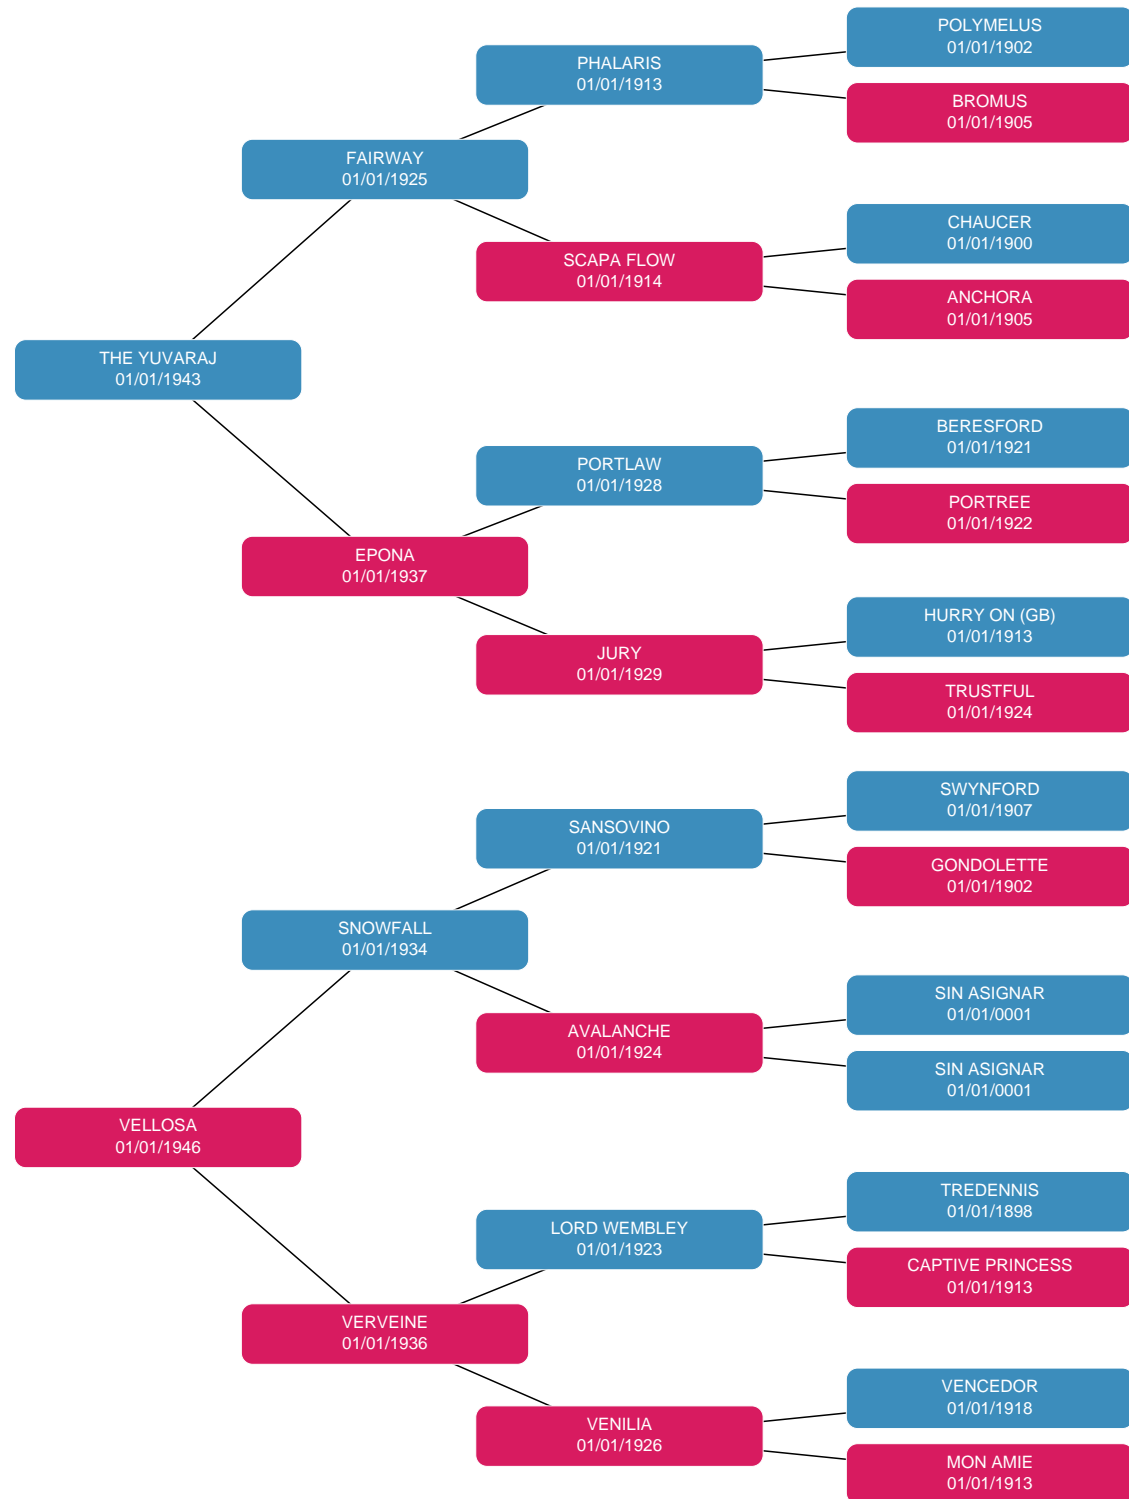 POLYMELUS
01/01/1902
PHALARIS
01/01/1913
BROMUS
01/01/1905
FAIRWAY
01/01/1925
CHAUCER
01/01/1900
SCAPA FLOW
01/01/1914
ANCHORA
01/01/1905
THE YUVARAJ
01/01/1943
BERESFORD
01/01/1921
PORTLAW
01/01/1928
PORTREE
01/01/1922
EPONA
01/01/1937
HURRY ON (GB)
01/01/1913
JURY
01/01/1929
TRUSTFUL
01/01/1924
SWYNFORD
01/01/1907
SANSOVINO
01/01/1921
GONDOLETTE
01/01/1902
SNOWFALL
01/01/1934
SIN ASIGNAR
01/01/0001
AVALANCHE
01/01/1924
SIN ASIGNAR
01/01/0001
VELLOSA
01/01/1946
TREDENNIS
01/01/1898
LORD WEMBLEY
01/01/1923
CAPTIVE PRINCESS
01/01/1913
VERVEINE
01/01/1936
VENCEDOR
01/01/1918
VENILIA
01/01/1926
MON AMIE
01/01/1913